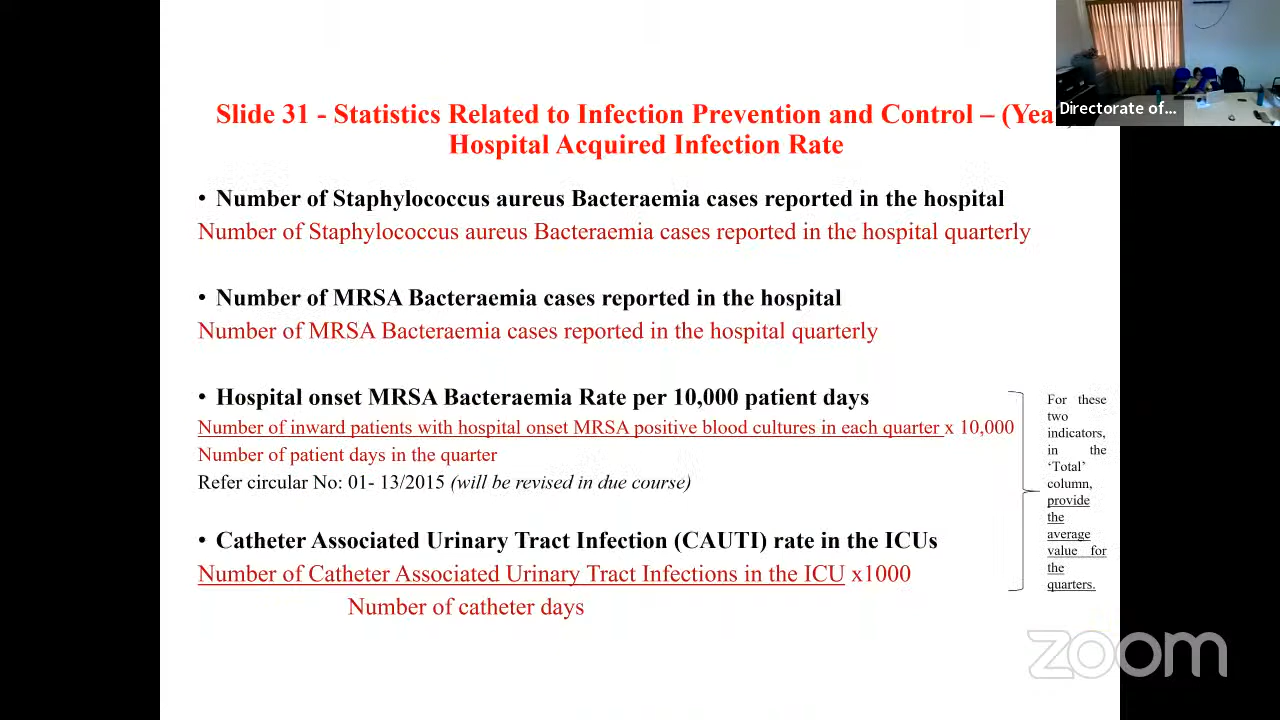 Directorate of...
Slide 31 - Statistics Related to Infection Prevention and Control – (Yea
Hospital Acquired Infection Rate
• Number of Staphylococcus aureus Bacteraemia cases reported in the hospital
Number of Staphylococcus aureus Bacteraemia cases reported in the hospital quarterly
• Number of MRSA Bacteraemia cases reported in the hospital
Number of MRSA Bacteraemia cases reported in the hospital quarterly
• Hospital onset MRSA Bacteraemia Rate per 10,000 patient days
Number of inward patients with hospital onset MRSA positive blood cultures in each quarter x 10,000
Number of patient days in the quarter
Refer circular No: 01- 13/2015 (will be revised in due course)
• Catheter Associated Urinary Tract Infection (CAUTI) rate in the ICUs
Number of Catheter Associated Urinary Tract Infections in the ICU x1000
Number of catheter days
For these
two
indicators,
in the
‘Total’
column,
provide
the
average
value for
the
quarters.
zoom